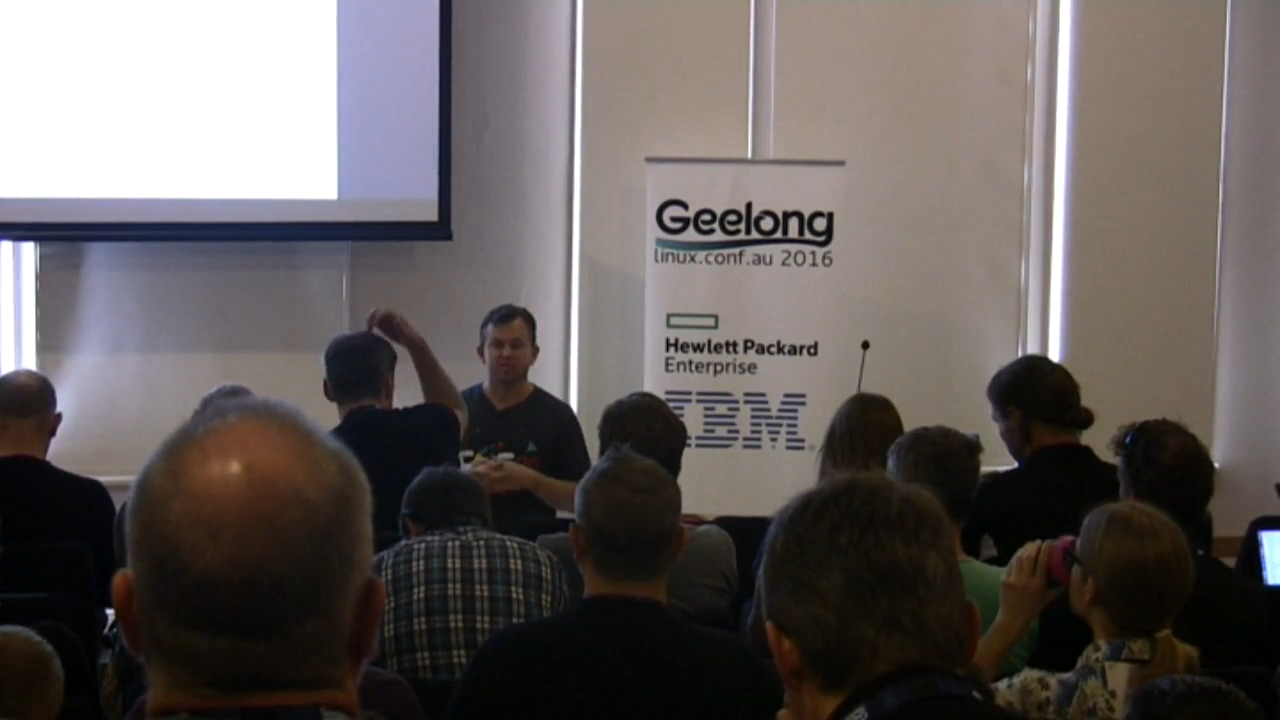 Geelong
linux.conf.au 2016
Hewlett Packard
Enterprise
IBM